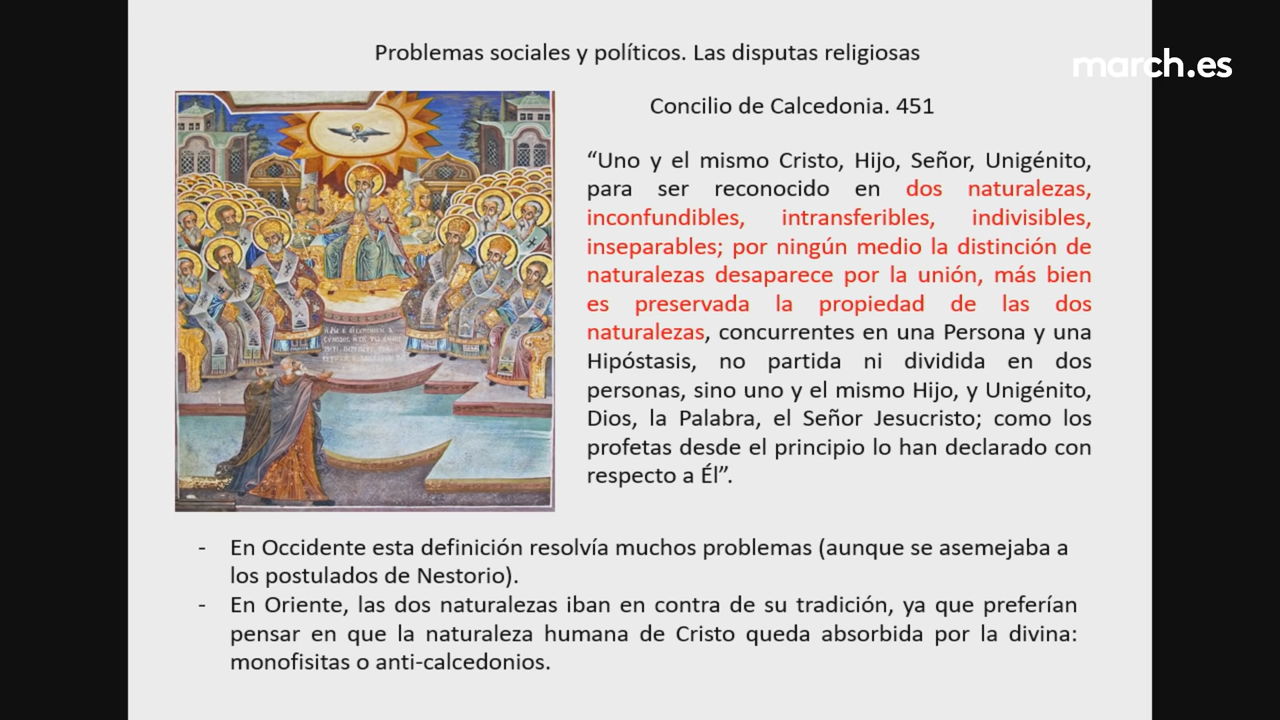 Problemas sociales y políticos. Las disputas religiosas
march.es
Concilio de Calcedonia. 451
“Uno y el mismo Cristo, Hijo, Señor, Unigénito,
para ser reconocido en dos naturalezas,
inconfundibles, intransferibles, indivisibles,
inseparables; por ningún medio la distinción de
naturalezas desaparece por la unión, más bien
es preservada la propiedad de las dos
naturalezas, concurrentes en una Persona y una
Hipóstasis, no partida ni dividida en dos
personas, sino uno y el mismo Hijo, y Unigénito,
Dios, la Palabra, el Señor Jesucristo; como los
profetas desde el principio lo han declarado con
respecto a Él”.
- En Occidente esta definición resolvía muchos problemas (aunque se asemejaba a
los postulados de Nestorio).
- En Oriente, las dos naturalezas iban en contra de su tradición, ya que preferían
pensar en que la naturaleza humana de Cristo queda absorbida por la divina:
monofisitas o anti-calcedonios.